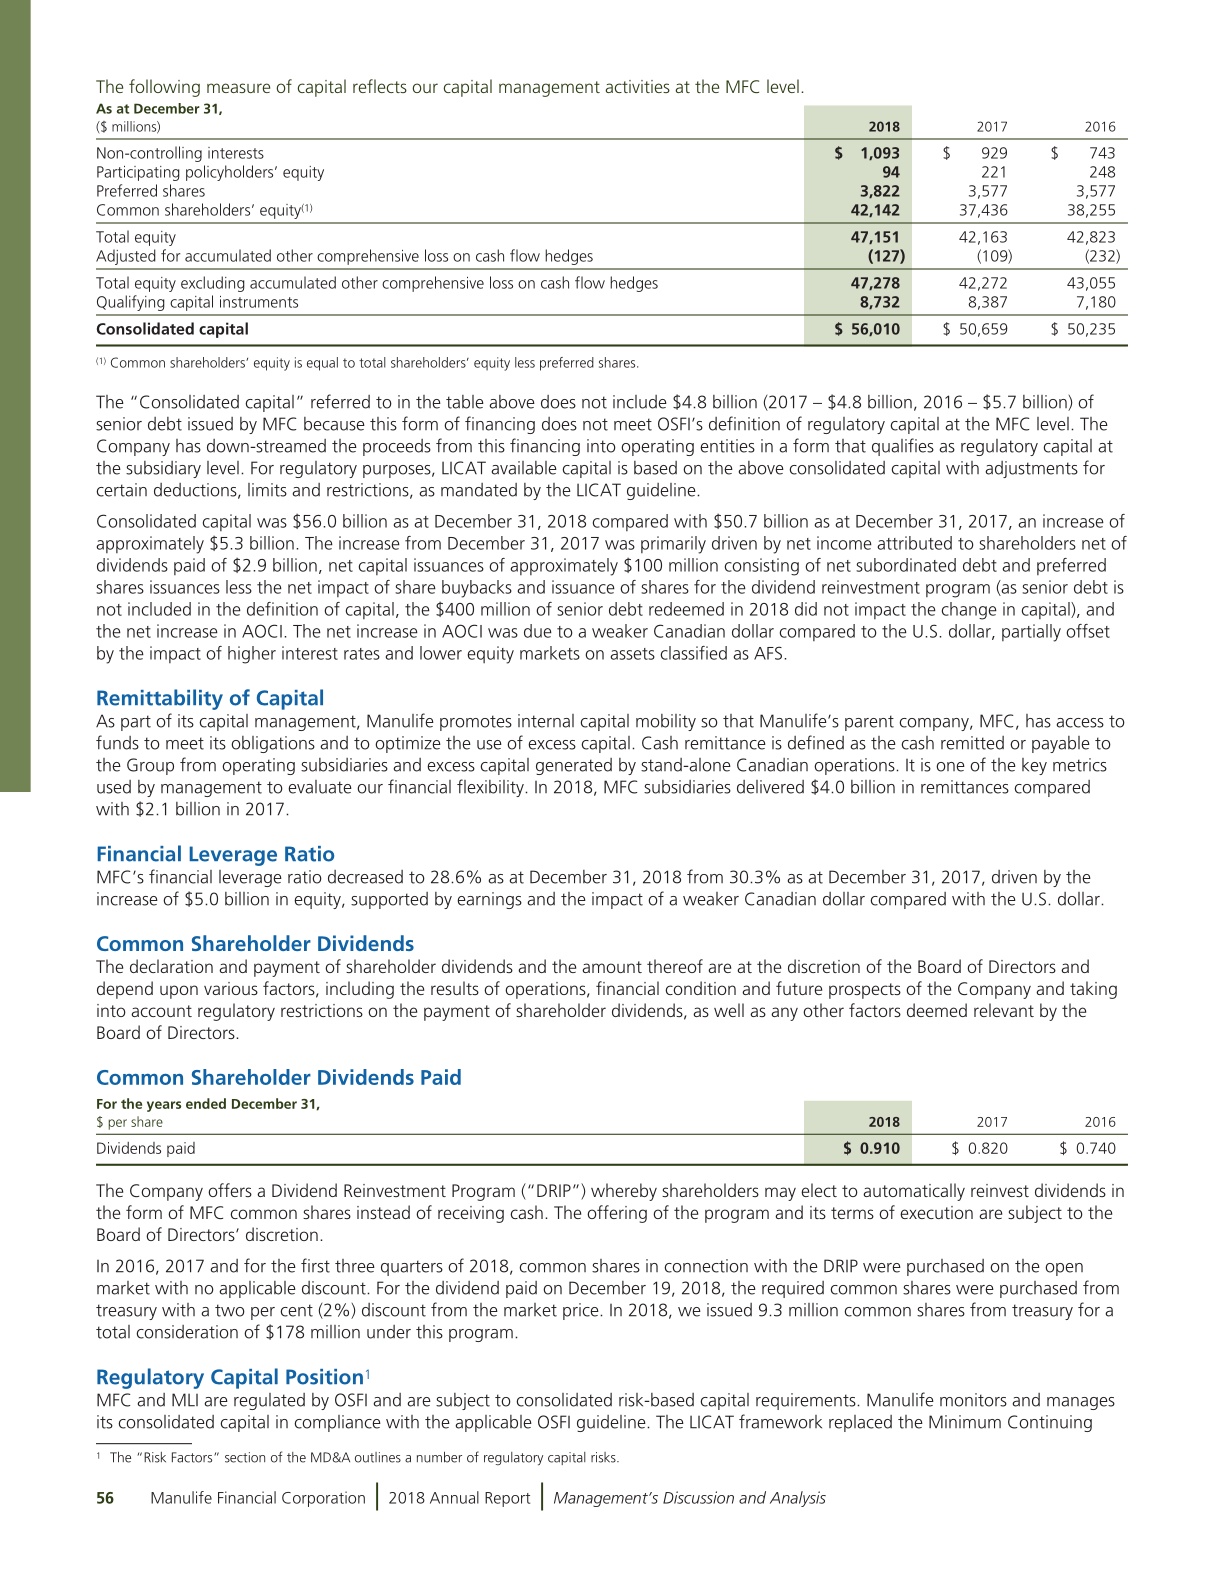 The following measure of capital reflects our capital management activities at the MFC level.
As at December 31,
($ millions) 2018 2017 2016
Non-controlling interests $ 1,093 $ 929 $ 743
Participating policyholders’ equity 94 221 248
Preferred shares 3,822 3,577 3,577
Common shareholders’ equity(1) 42,142 37,436 38,255
Total equity 47,151 42,163 42,823
Adjusted for accumulated other comprehensive loss on cash flow hedges (127) (109) (232)
Total equity excluding accumulated other comprehensive loss on cash flow hedges 47,278 42,272 43,055
Qualifying capital instruments 8,732 8,387 7,180
Consolidated capital $ 56,010 $ 50,659 $ 50,235
(1) Common shareholders’ equity is equal to total shareholders’ equity less preferred shares.
The “Consolidated capital” referred to in the table above does not include $4.8 billion (2017 – $4.8 billion, 2016 – $5.7 billion) of
senior debt issued by MFC because this form of financing does not meet OSFI’s definition of regulatory capital at the MFC level. The
Company has down-streamed the proceeds from this financing into operating entities in a form that qualifies as regulatory capital at
the subsidiary level. For regulatory purposes, LICAT available capital is based on the above consolidated capital with adjustments for
certain deductions, limits and restrictions, as mandated by the LICAT guideline.
Consolidated capital was $56.0 billion as at December 31, 2018 compared with $50.7 billion as at December 31, 2017, an increase of
approximately $5.3 billion. The increase from December 31, 2017 was primarily driven by net income attributed to shareholders net of
dividends paid of $2.9 billion, net capital issuances of approximately $100 million consisting of net subordinated debt and preferred
shares issuances less the net impact of share buybacks and issuance of shares for the dividend reinvestment program (as senior debt is
not included in the definition of capital, the $400 million of senior debt redeemed in 2018 did not impact the change in capital), and
the net increase in AOCI. The net increase in AOCI was due to a weaker Canadian dollar compared to the U.S. dollar, partially offset
by the impact of higher interest rates and lower equity markets on assets classified as AFS.
Remittability of Capital
As part of its capital management, Manulife promotes internal capital mobility so that Manulife’s parent company, MFC, has access to
funds to meet its obligations and to optimize the use of excess capital. Cash remittance is defined as the cash remitted or payable to
the Group from operating subsidiaries and excess capital generated by stand-alone Canadian operations. It is one of the key metrics
used by management to evaluate our financial flexibility. In 2018, MFC subsidiaries delivered $4.0 billion in remittances compared
with $2.1 billion in 2017.
Financial Leverage Ratio
MFC’s financial leverage ratio decreased to 28.6% as at December 31, 2018 from 30.3% as at December 31, 2017, driven by the
increase of $5.0 billion in equity, supported by earnings and the impact of a weaker Canadian dollar compared with the U.S. dollar.
Common Shareholder Dividends
The declaration and payment of shareholder dividends and the amount thereof are at the discretion of the Board of Directors and
depend upon various factors, including the results of operations, financial condition and future prospects of the Company and taking
into account regulatory restrictions on the payment of shareholder dividends, as well as any other factors deemed relevant by the
Board of Directors.
Common Shareholder Dividends Paid
For the years ended December 31,
$ per share 2018 2017 2016
Dividends paid $ 0.910 $ 0.820 $ 0.740
The Company offers a Dividend Reinvestment Program (“DRIP”) whereby shareholders may elect to automatically reinvest dividends in
the form of MFC common shares instead of receiving cash. The offering of the program and its terms of execution are subject to the
Board of Directors’ discretion.
In 2016, 2017 and for the first three quarters of 2018, common shares in connection with the DRIP were purchased on the open
market with no applicable discount. For the dividend paid on December 19, 2018, the required common shares were purchased from
treasury with a two per cent (2%) discount from the market price. In 2018, we issued 9.3 million common shares from treasury for a
total consideration of $178 million under this program.
Regulatory Capital Position1
MFC and MLI are regulated by OSFI and are subject to consolidated risk-based capital requirements. Manulife monitors and manages
its consolidated capital in compliance with the applicable OSFI guideline. The LICAT framework replaced the Minimum Continuing
1 The “Risk Factors” section of the MD&A outlines a number of regulatory capital risks.
56 Manulife Financial Corporation | 2018 Annual Report | Management’s Discussion and Analysis